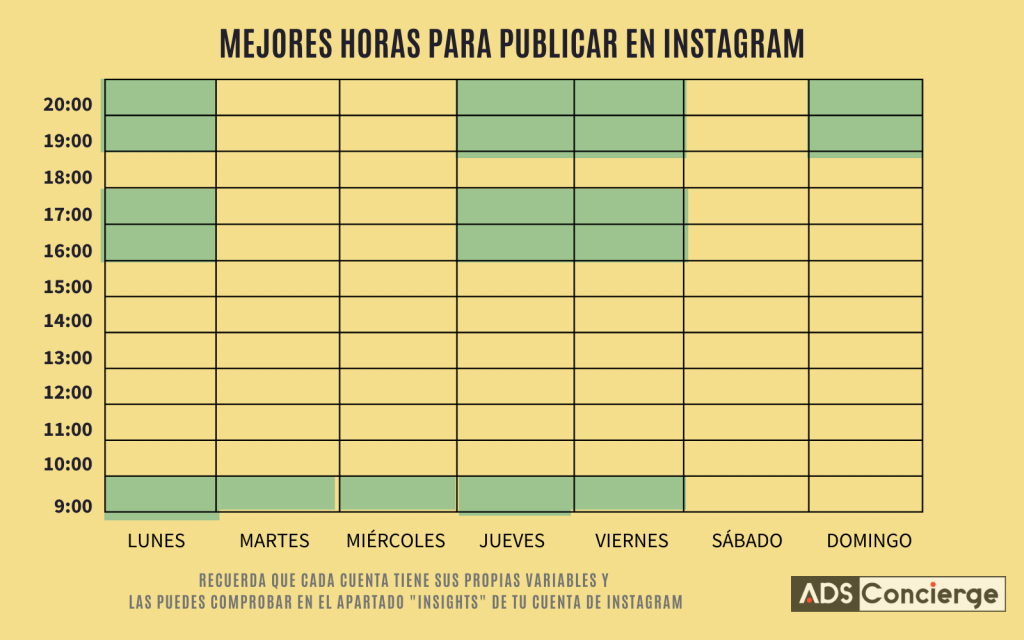 MEJORES HORAS PARA PUBLICAR EN INSTAGRAM
20:00
19:00
18:00
17:00
16:00
15:00
14:00
13:00
12:00
11:00
10:00
9:00
LUNES MARTES MIÉRCOLES JUEVES VIERNES SÁBADO DOMINGO
RECUERDA QUE CADA CUENTA TIENE SUS PROPIAS VARIABLES Y
LAS PUEDES COMPROBAR EN EL APARTADO "INSIGHTS" DE TU CUENTA DE INSTAGRAM
ADS Concierge